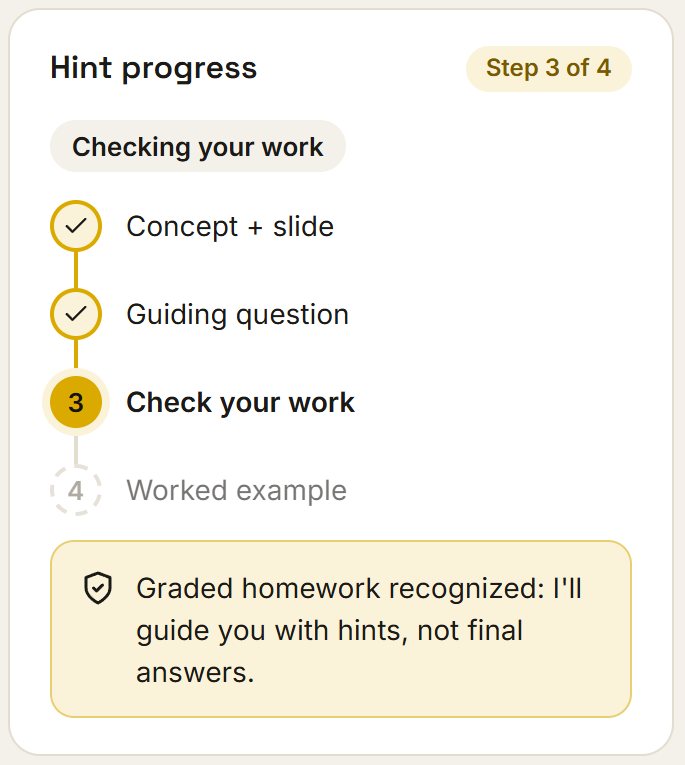 Hint progress
Step 3 of 4
Checking your work
Concept + slide
Guiding question
3 Check your work
4 Worked example
Graded homework recognized: I'll
guide you with hints, not final
answers.